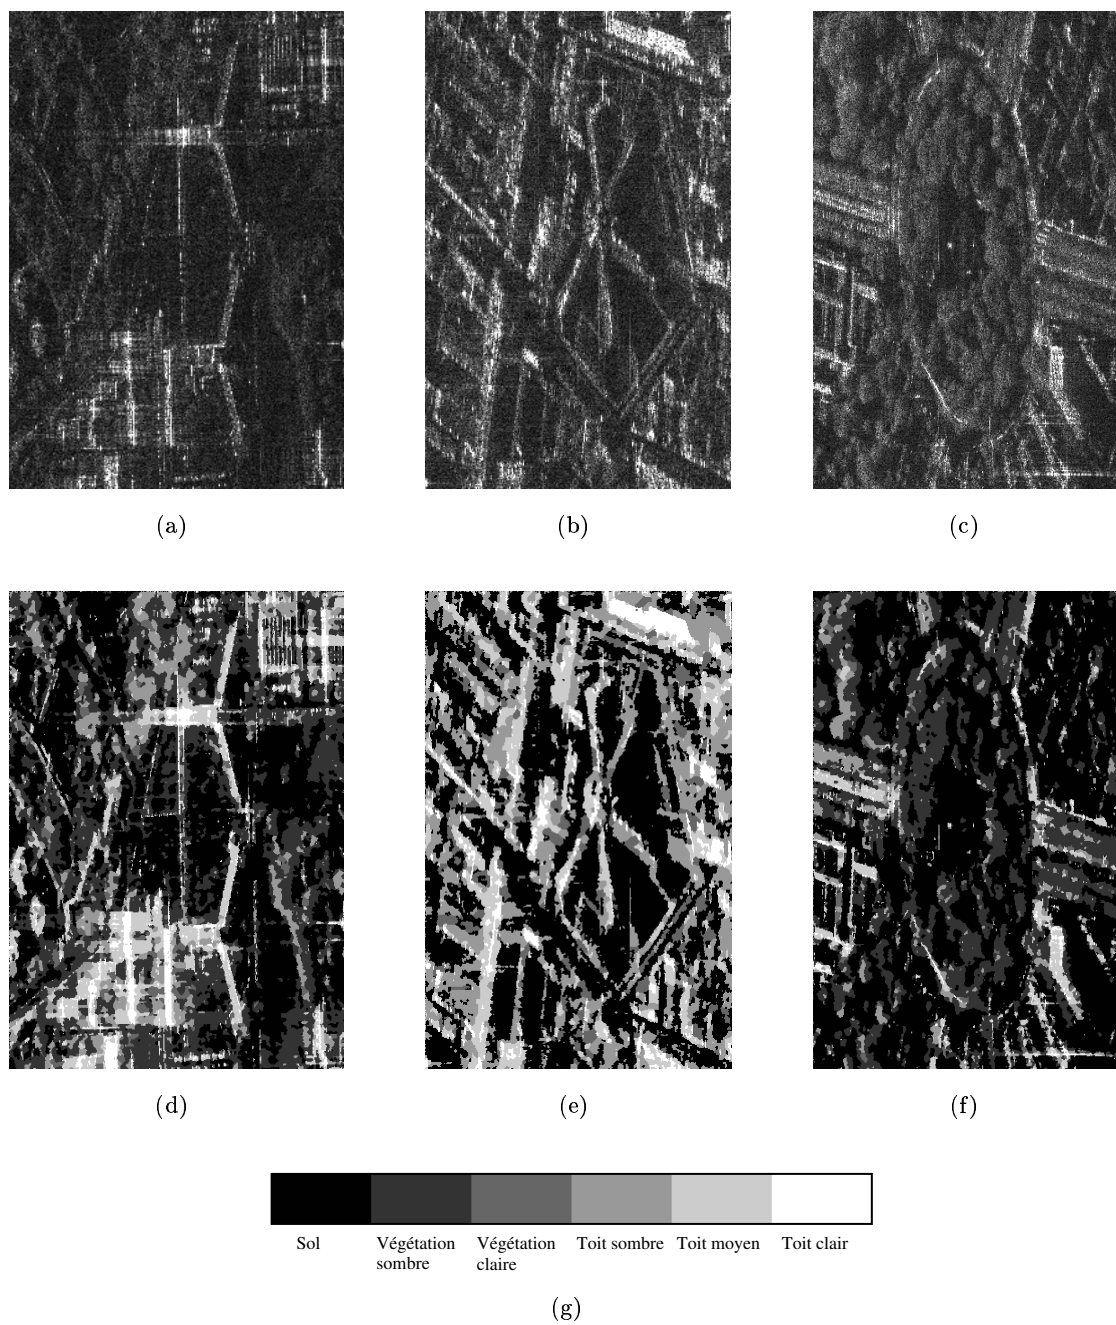 (a) (b) (c)
(d) (e) (f)
Sol Végétation Végétation Toit sombre Toit moyen Toit clair
sombre claire
(g)